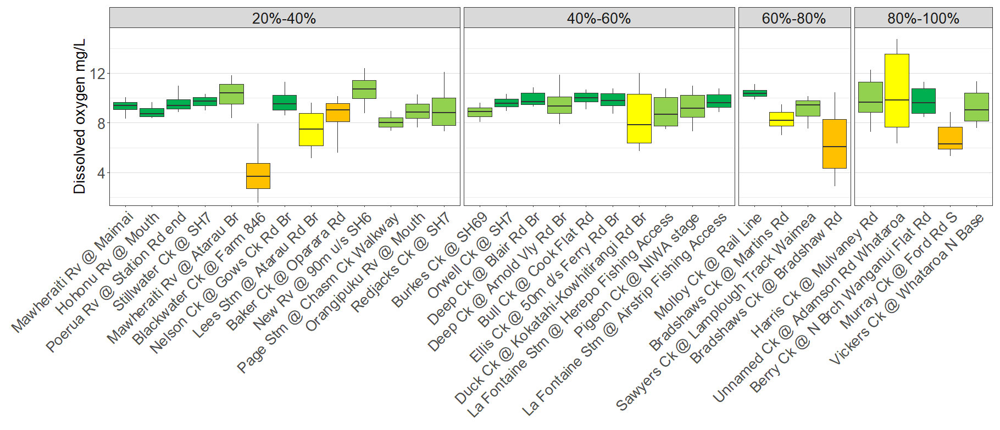 20%-40%
40%-60%
60%-80%
80%-100%
Dissolved oxygen mg/L
12
8
4
Mawheraiti Rv @ Maimai
Hohonu Rv @ Mouth
Poerua Rv @ Station Rd end
Stillwater Ck @ SH7
Mawheraiti Rv @ Atarau Br
Blackwater Ck @ Farm 846
Nelson Ck @ Gows Ck Rd Br
Lees Stm @ Atarau Rd Br
Baker Ck @ Oparara Rd
New Rv @ 90m u/s SH6
Page Stm @ Chasm Ck Walkway
Orangipuku Rv @ Mouth
Redjacks Ck @ SH7
Burkes Ck @ SH69
Orwell Ck @ SH7
Deep Ck @ Blair Rd Br
Deep Ck @ Arnold Vly Rd Br
Bull Ck @ Cook Flat Rd
Ellis Ck @ 50m d/s Ferry Rd Br
Duck Ck @ Kokatahi-Kowhitirangi Rd Br
La Fontaine Stm @ Herepo Fishing Access
Pigeon Ck @ NIWA stage
La Fontaine Stm @ Airstrip Fishing Access
Molloy Ck @ Rail Line
Bradshaws Ck @ Martins Rd
Sawyers Ck @ Lamplough Track Waimea
Bradshaws Ck @ Bradshaw Rd
Harris Ck @ Mulvaney Rd
Unnamed Ck @ Adamson Rd Whataroa
Berry Ck @ N Brch Wanganui Flat Rd
Murray Ck @ Ford Rd S
Vickers Ck @ Whataroa N Base